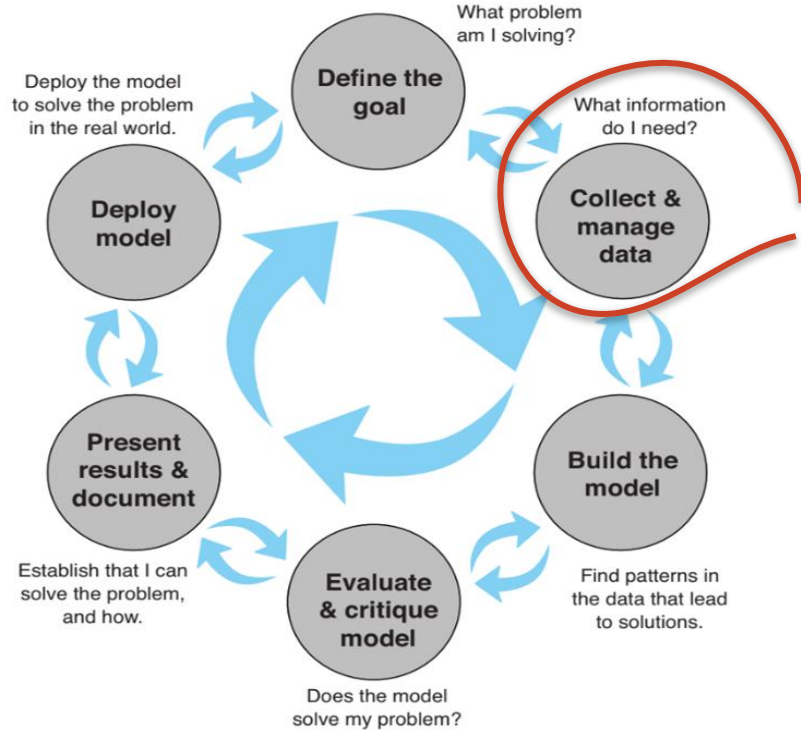 What problem
am I solving?
Define the
goal
What information
do I need?
Collect &
manage
data
Build the
model
Find patterns in
the data that lead
to solutions.
Evaluate
& critique
model
Does the model
solve my problem?
Present
results &
document
Establish that I can
solve the problem,
and how.
Deploy the model
to solve the problem
in the real world.
Deploy
model